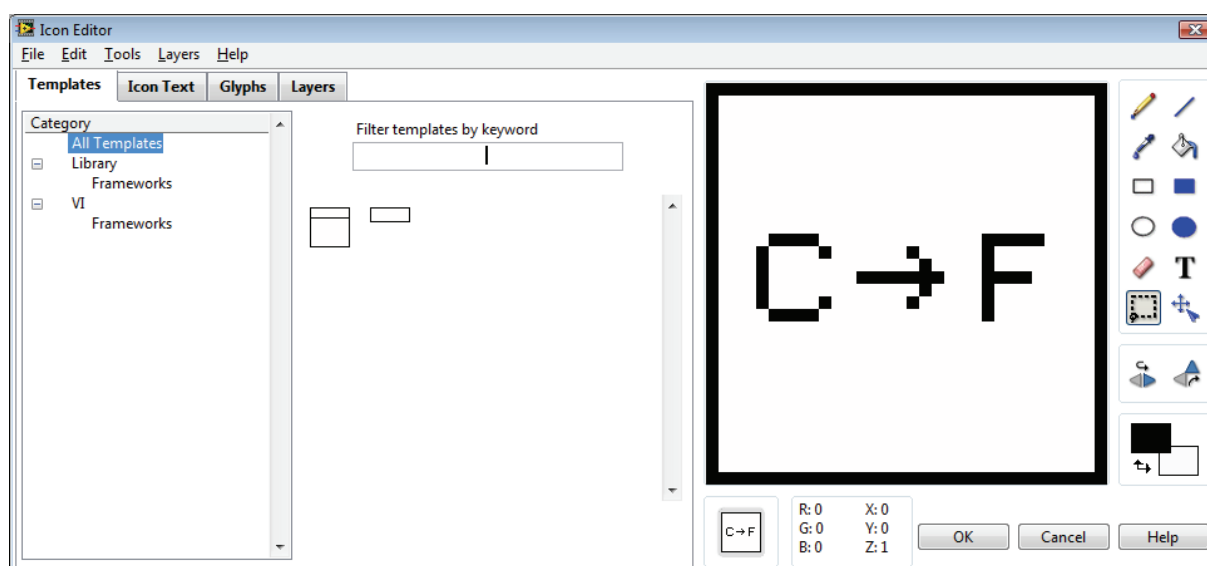 Icon Editor
File Edit Tools Layers Help
Templates Icon Text Glyphs Layers
Category
All Templates
Library
Frameworks
VI
Frameworks
Filter templates by keyword
C→F
C→F
R: 0 X: 0
G: 0 Y: 0
B: 0 Z: 1
OK Cancel Help
T